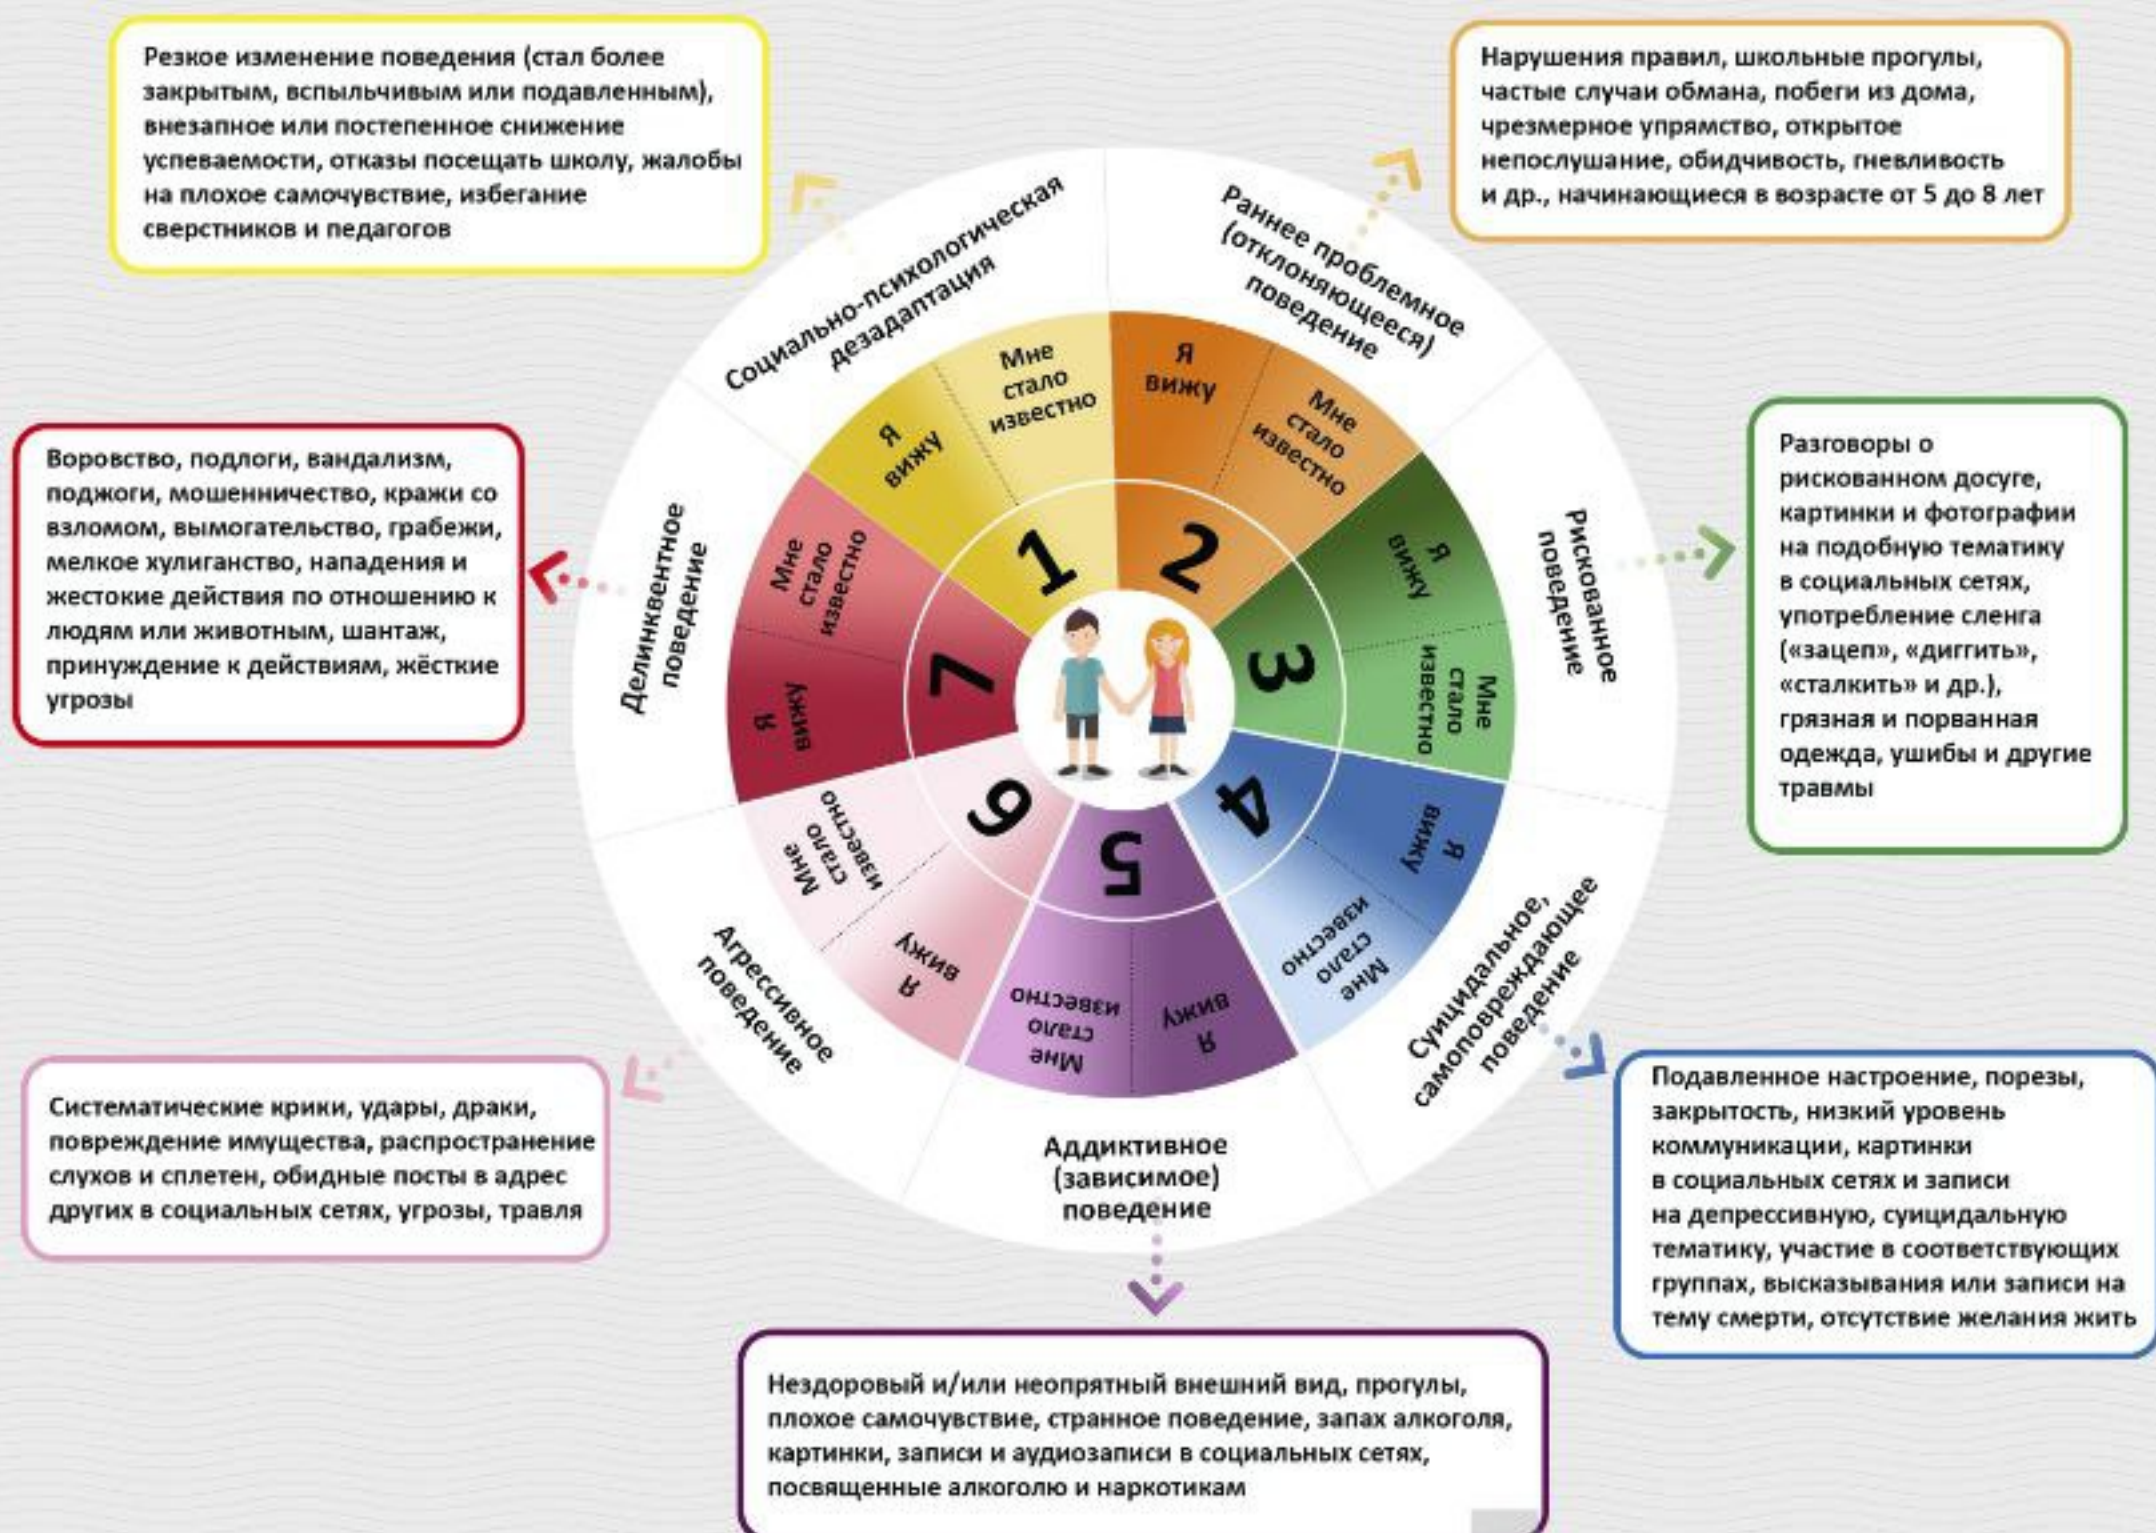 Резкое изменение поведения (стал более
закрытым, вспыльчивым или подавленным),
внезапное или постепенное снижение
успеваемости, отказы посещать школу, жалобы
на плохое самочувствие, избегание
сверстников и педагогов
Нарушения правил, школьные прогулы,
частые случаи обмана, побеги из дома,
чрезмерное упрямство, открытое
непослушание, обидчивость, гневливость
и др., начинающиеся в возрасте от 5 до 8 лет
Социально-психологическая
дезадаптация
Я
вижу
Мне
стало
известно
1
Раннее проблемное
(отклоняющееся)
поведение
Я
вижу
Мне
стало
известно
2
Рискованное
поведение
Я
вижу
Мне
стало
известно
3
Разговоры о
рискованном досуге,
картинки и фотографии
на подобную тематику
в социальных сетях,
употребление сленга
(«зацеп», «диггить»,
«сталкить» и др.),
грязная и порванная
одежда, ушибы и другие
травмы
Суицидальное,
самоповреждающее
поведение
Я
вижу
Мне
стало
известно
4
Подавленное настроение, порезы,
закрытость, низкий уровень
коммуникации, картинки
в социальных сетях и записи
на депрессивную, суицидальную
тематику, участие в соответствующих
группах, высказывания или записи на
тему смерти, отсутствие желания жить
5
Я
вижу
Мне
стало
известно
Аддиктивное
(зависимое)
поведение
Нездоровый и/или неопрятный внешний вид, прогулы,
плохое самочувствие, странное поведение, запах алкоголя,
картинки, записи и аудиозаписи в социальных сетях,
посвященные алкоголю и наркотикам
6
Я
вижу
Мне
стало
известно
Агрессивное
поведение
Систематические крики, удары, драки,
повреждение имущества, распространение
слухов и сплетен, обидные посты в адрес
других в социальных сетях, угрозы, травля
7
Я
вижу
Мне
стало
известно
Делинквентное
поведение
Воровство, подлоги, вандализм,
поджоги, мошенничество, кражи со
взломом, вымогательство, грабежи,
мелкое хулиганство, нападения и
жестокие действия по отношению к
людям или животным, шантаж,
принуждение к действиям, жёсткие
угрозы